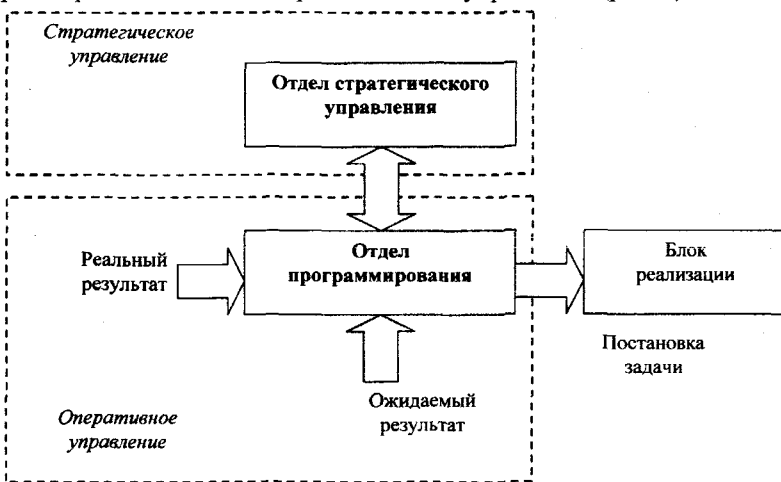 Стратегическое
управление
Отдел стратегического
управления
Реальный
результат
Отдел
программирования
Блок
реализации
Постановка
задачи
Ожидаемый
результат
Оперативное
управление